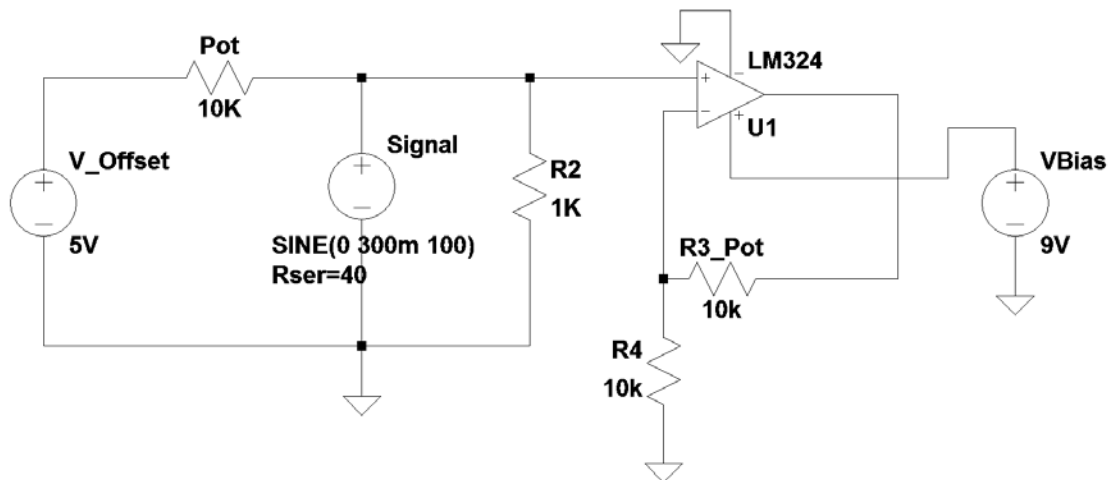 Pot
10K
V_Offset
5V
Signal
SINE(0 300m 100)
Rser=40
R2
1K
LM324
U1
VBias
9V
R3_Pot
10k
R4
10k